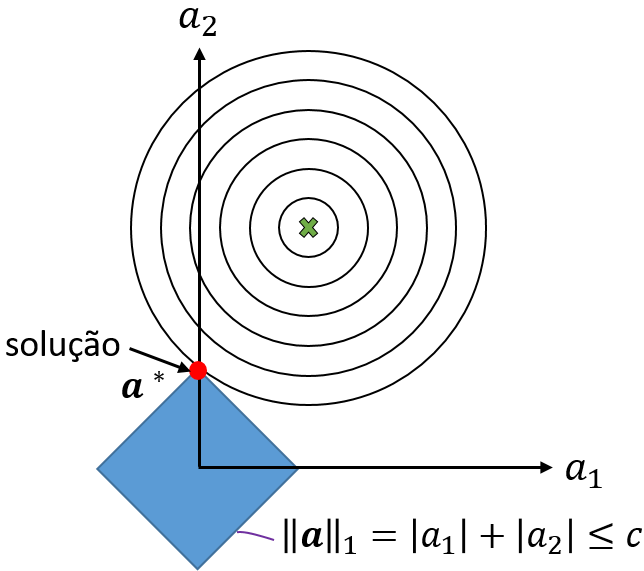 a₂
solução
a *
a₁
‖a‖₁ = |a₁| + |a₂| ≤ c